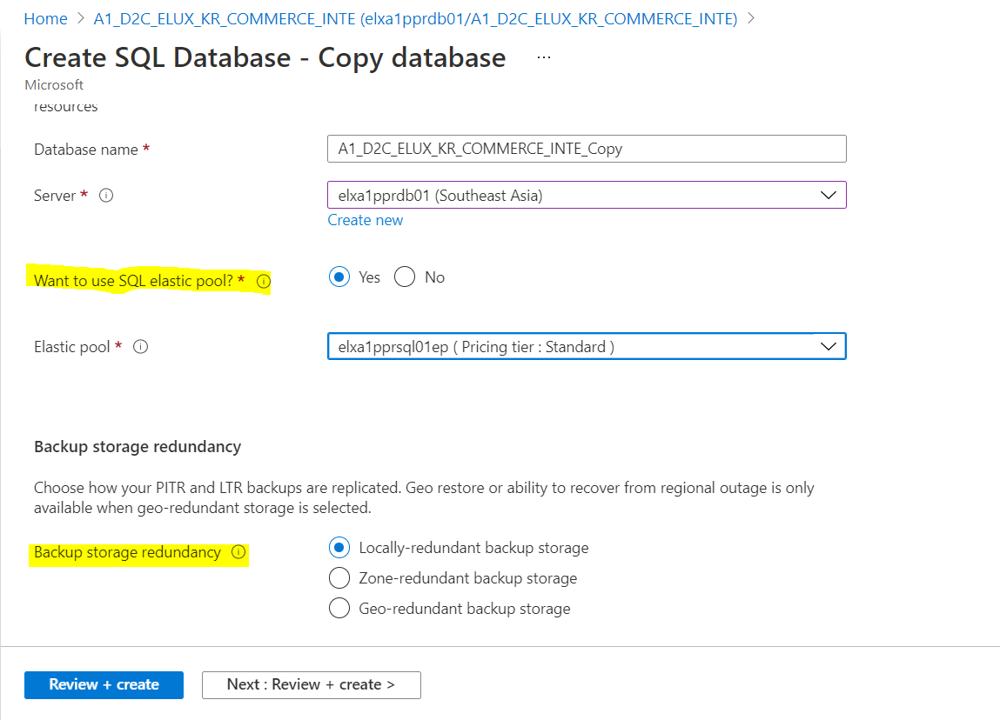 Home > A1_D2C_ELUX_KR_COMMERCE_INTE (elxa1pprdb01/A1_D2C_ELUX_KR_COMMERCE_INTE) >
Create SQL Database - Copy database ...
Microsoft
resources
Database name * A1_D2C_ELUX_KR_COMMERCE_INTE_Copy
Server * elxa1pprdb01 (Southeast Asia)
Create new
Want to use SQL elastic pool? * Yes No
Elastic pool * elxa1pprsql01ep ( Pricing tier : Standard )
Backup storage redundancy
Choose how your PITR and LTR backups are replicated. Geo restore or ability to recover from regional outage is only
available when geo-redundant storage is selected.
Backup storage redundancy Locally-redundant backup storage
Zone-redundant backup storage
Geo-redundant backup storage
Review + create Next : Review + create >